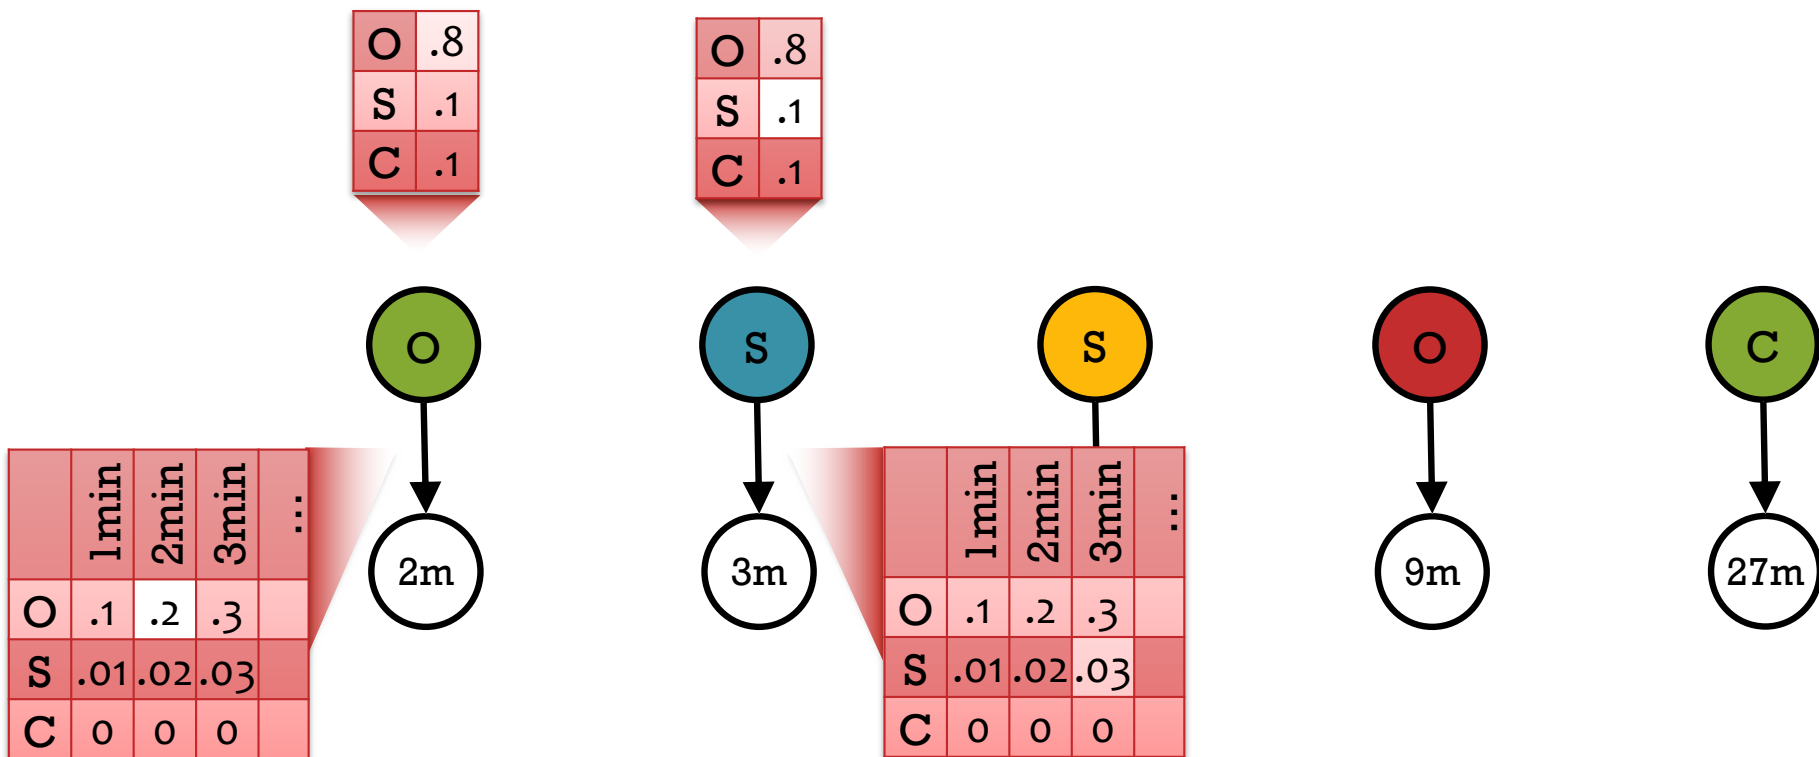 O .8
S .1
C .1
O .8
S .1
C .1
O S S O C
1min 2min 3min ...
O .1 .2 .3
S .01 .02 .03
C 0 0 0
2m 3m
1min 2min 3min ...
O .1 .2 .3
S .01 .02 .03
C 0 0 0
9m 27m